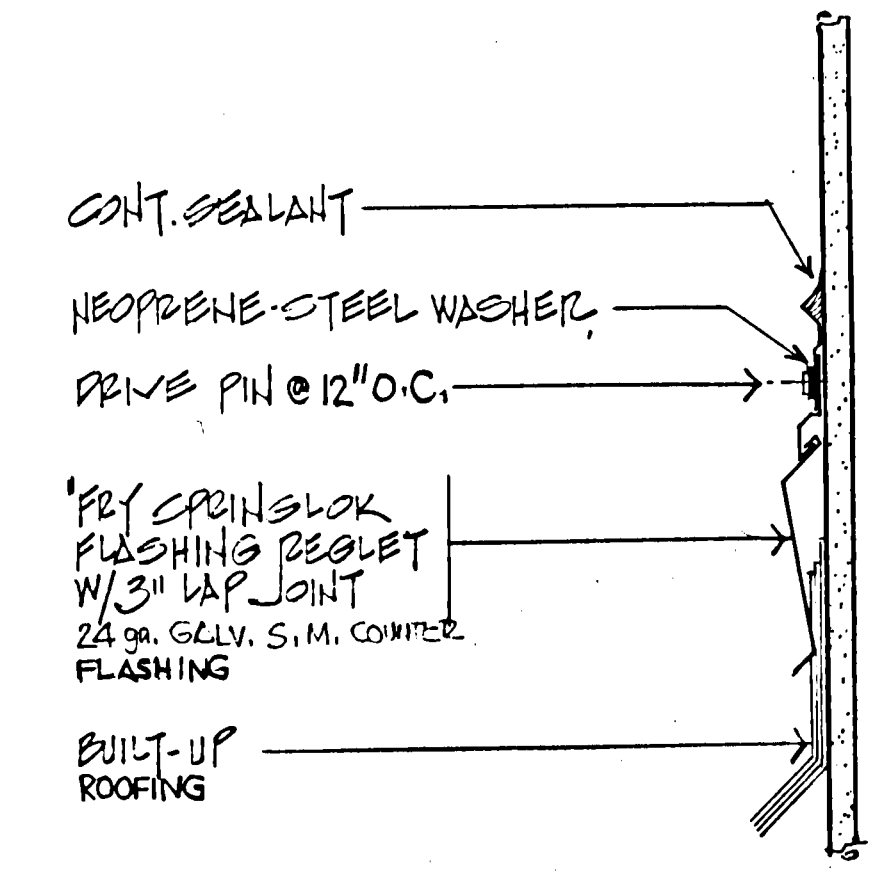 CONT. SEALANT
NEOPRENE-STEEL WASHER,
DRIVE PIN @ 12" O.C.
"FRY SPRINGLOK
FLASHING REGLET
W/3" LAP JOINT
24 ga. GALV. S.M. COUNTER
FLASHING
BUILT-UP
ROOFING